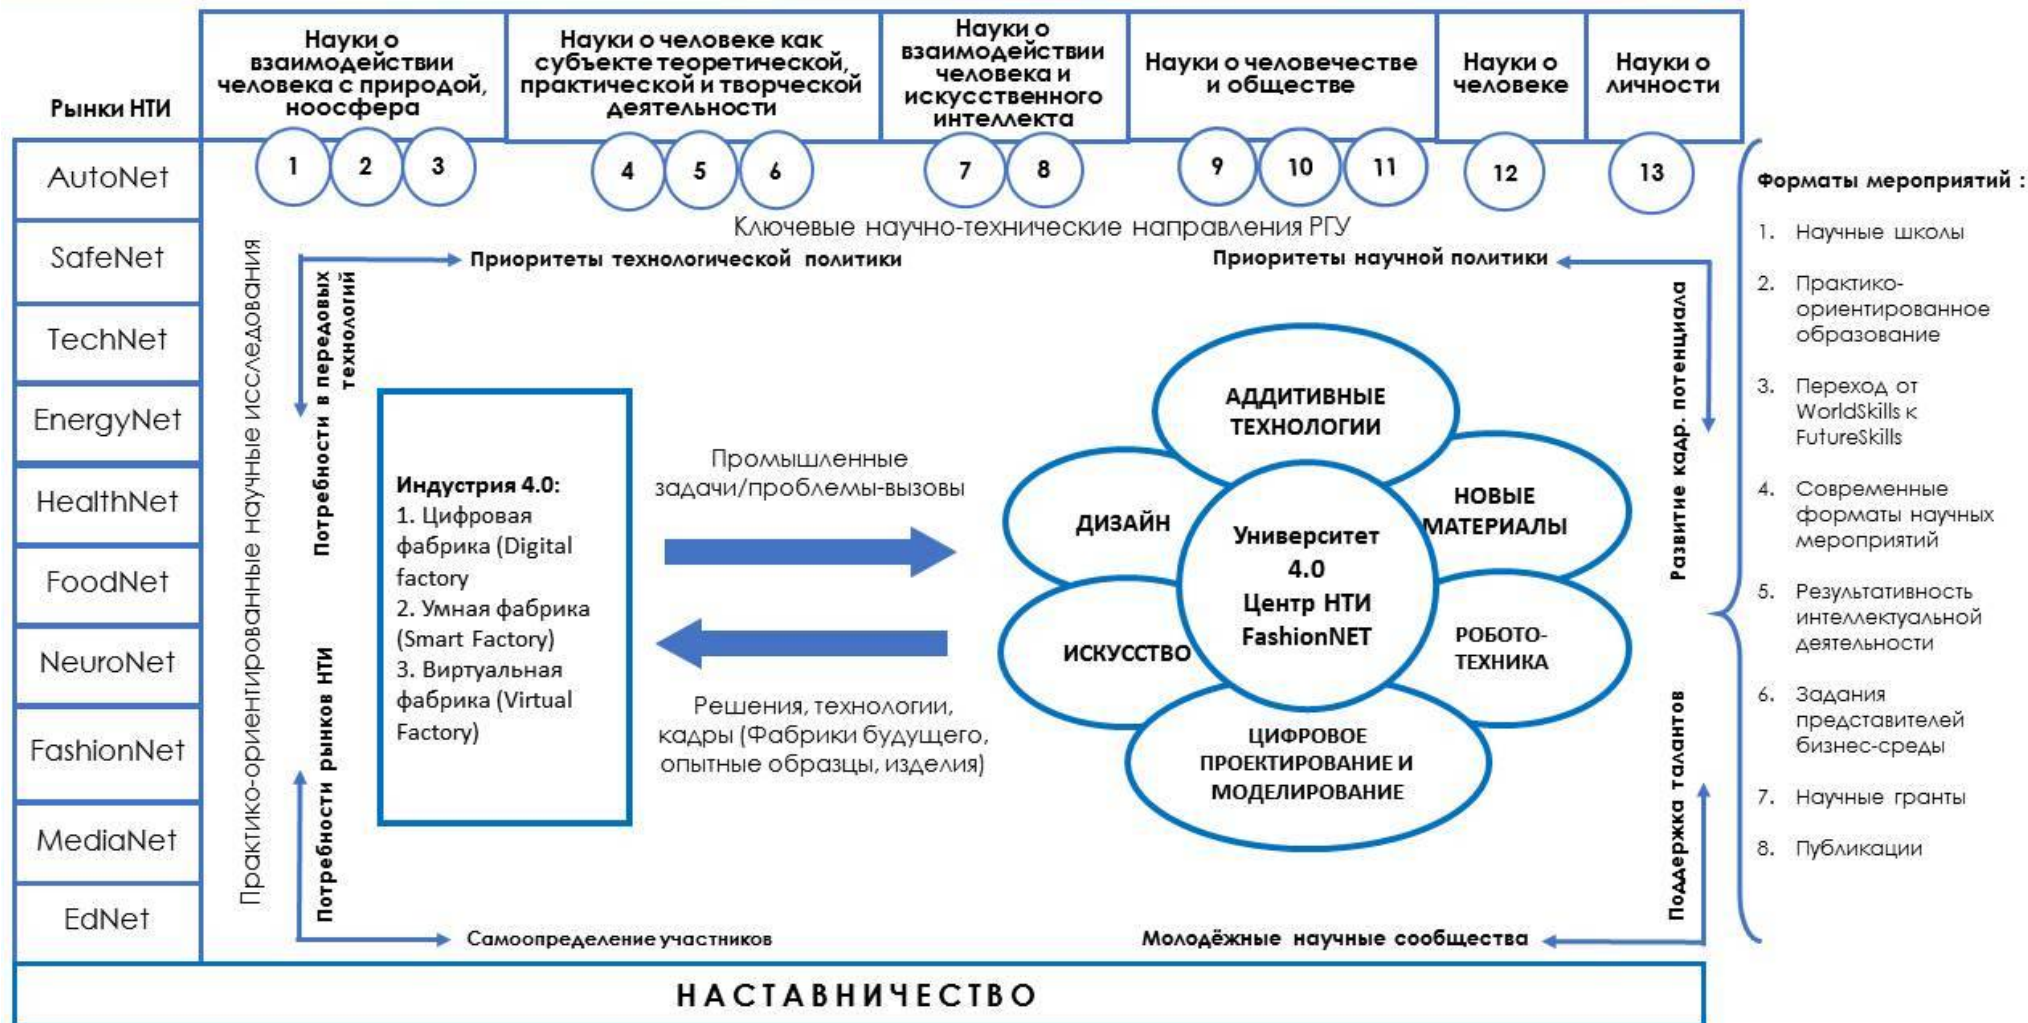 Рынки НТИ
Науки о
взаимодействии
человека с природой,
ноосфера
Науки о человеке как
субъекте теоретической,
практической и творческой
деятельности
Науки о
взаимодействии
человека и
искусственного
интеллекта
Науки о человечестве
и обществе
Науки о
человеке
Науки о
личности
1
2
3
4
5
6
7
8
9
10
11
12
13
AutoNet
SafeNet
TechNet
EnergyNet
HealthNet
FoodNet
NeuroNet
FashionNet
MediaNet
EdNet
Ключевые научно-технические направления РГУ
Практико-ориентированные научные исследования
Приоритеты технологической политики
Приоритеты научной политики
Потребности в передовых
технологий
Потребности рынков НТИ
Индустрия 4.0:
1. Цифровая
фабрика (Digital
factory
2. Умная фабрика
(Smart Factory)
3. Виртуальная
фабрика (Virtual
Factory)
Промышленные
задачи/проблемы-вызовы
Решения, технологии,
кадры (Фабрики будущего,
опытные образцы, изделия)
АДДИТИВНЫЕ
ТЕХНОЛОГИИ
НОВЫЕ
МАТЕРИАЛЫ
РОБОТО-
ТЕХНИКА
ЦИФРОВОЕ
ПРОЕКТИРОВАНИЕ И
МОДЕЛИРОВАНИЕ
ИСКУССТВО
ДИЗАЙН
Университет
4.0
Центр НТИ
FashionNET
Развитие кадр. потенциала
Поддержка талантов
Самоопределение участников
Молодёжные научные сообщества
Форматы мероприятий :
1. Научные школы
2. Практико-
ориентированное
образование
3. Переход от
WorldSkills к
FutureSkills
4. Современные
форматы научных
мероприятий
5. Результативность
интеллектуальной
деятельности
6. Задания
представителей
бизнес-среды
7. Научные гранты
8. Публикации
НАСТАВНИЧЕСТВО